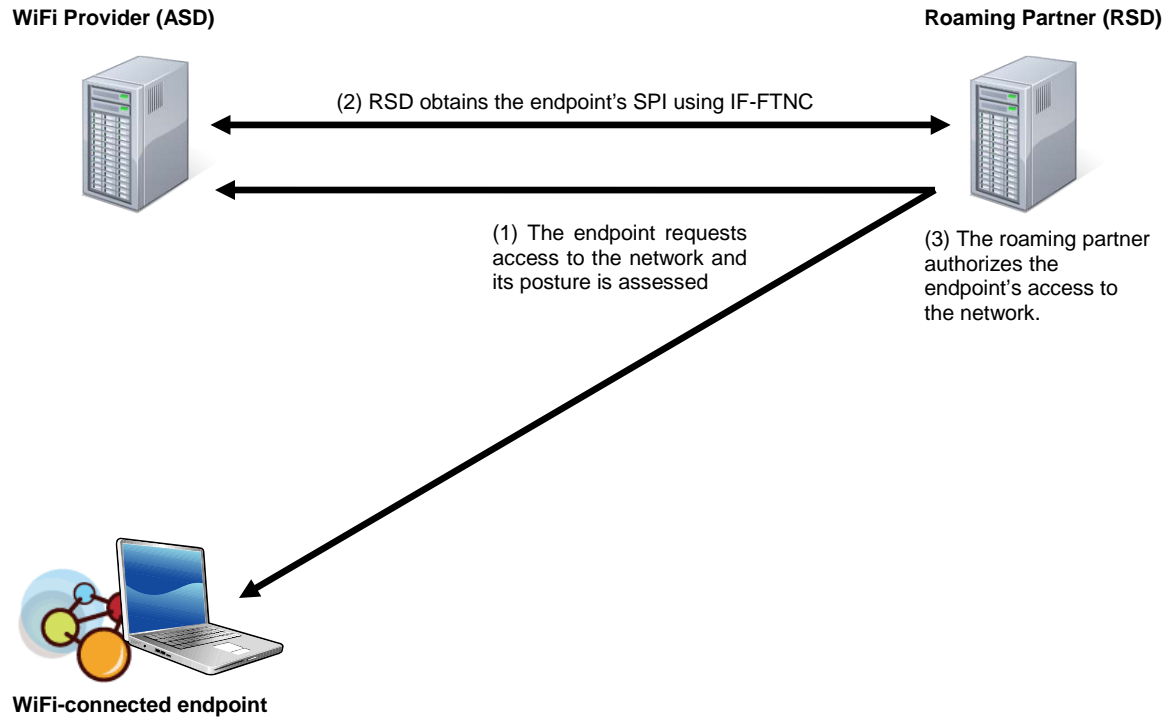 WiFi Provider (ASD)
Roaming Partner (RSD)
(2) RSD obtains the endpoint's SPI using IF-FTNC
(1) The endpoint requests
access to the network and
its posture is assessed
(3) The roaming partner
authorizes the
endpoint's access to
the network.
WiFi-connected endpoint